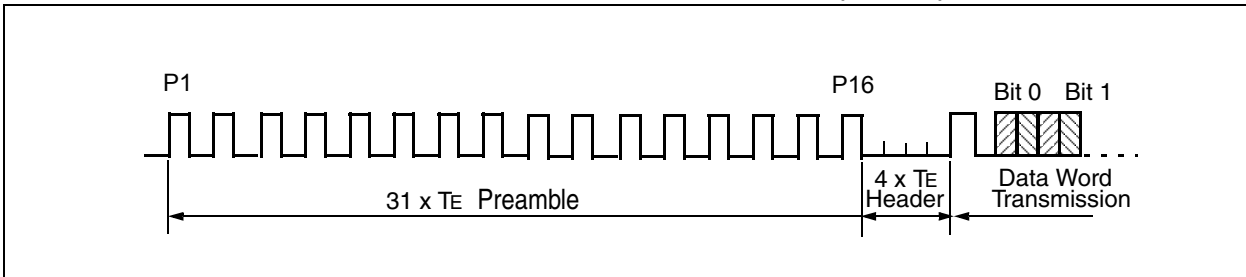 P1
P16
Bit 0 Bit 1
31 x TE Preamble
4 x TE
Header
Data Word
Transmission